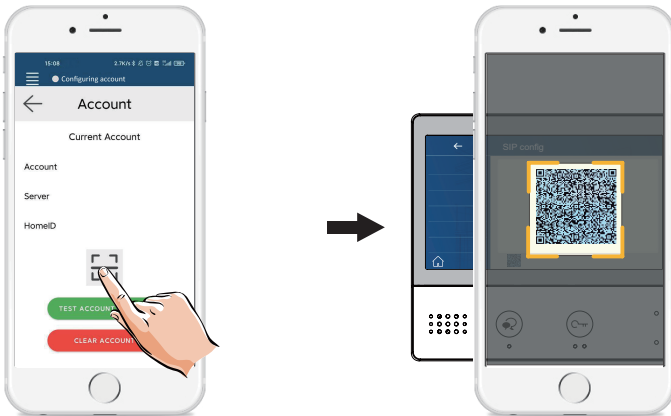 15:08
2.7K/s
Configuring account
Account
Current Account
Account
Server
HomeID
TEST ACCOUNT
CLEAR ACCOUNT
SIP config